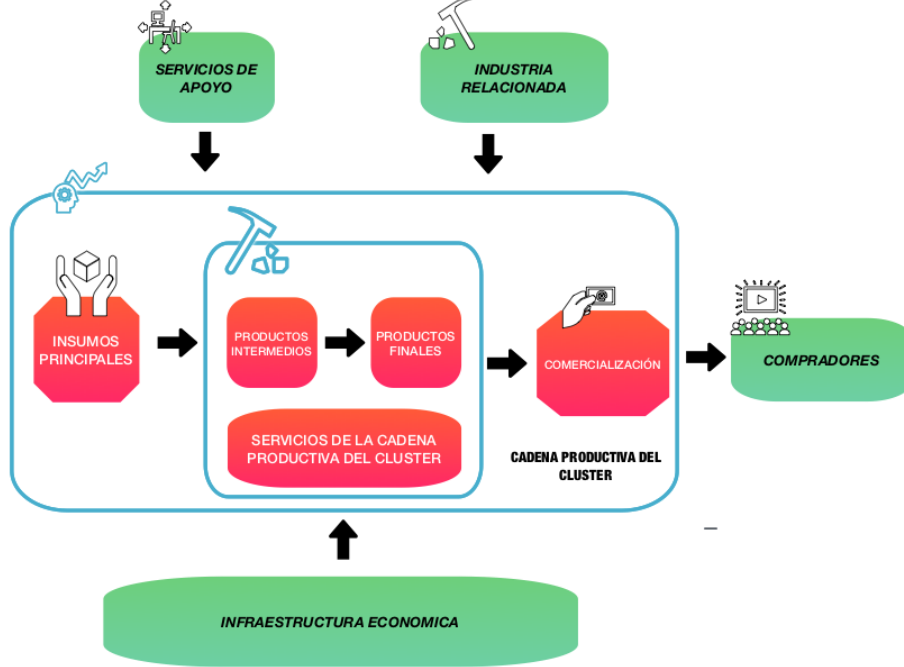 SERVICIOS DE
APOYO
INDUSTRIA
RELACIONADA
INSUMOS
PRINCIPALES
PRODUCTOS
INTERMEDIOS
PRODUCTOS
FINALES
COMERCIALIZACIÓN
COMPRADORES
SERVICIOS DE LA CADENA
PRODUCTIVA DEL CLUSTER
CADENA PRODUCTIVA DEL
CLUSTER
INFRAESTRUCTURA ECONOMICA